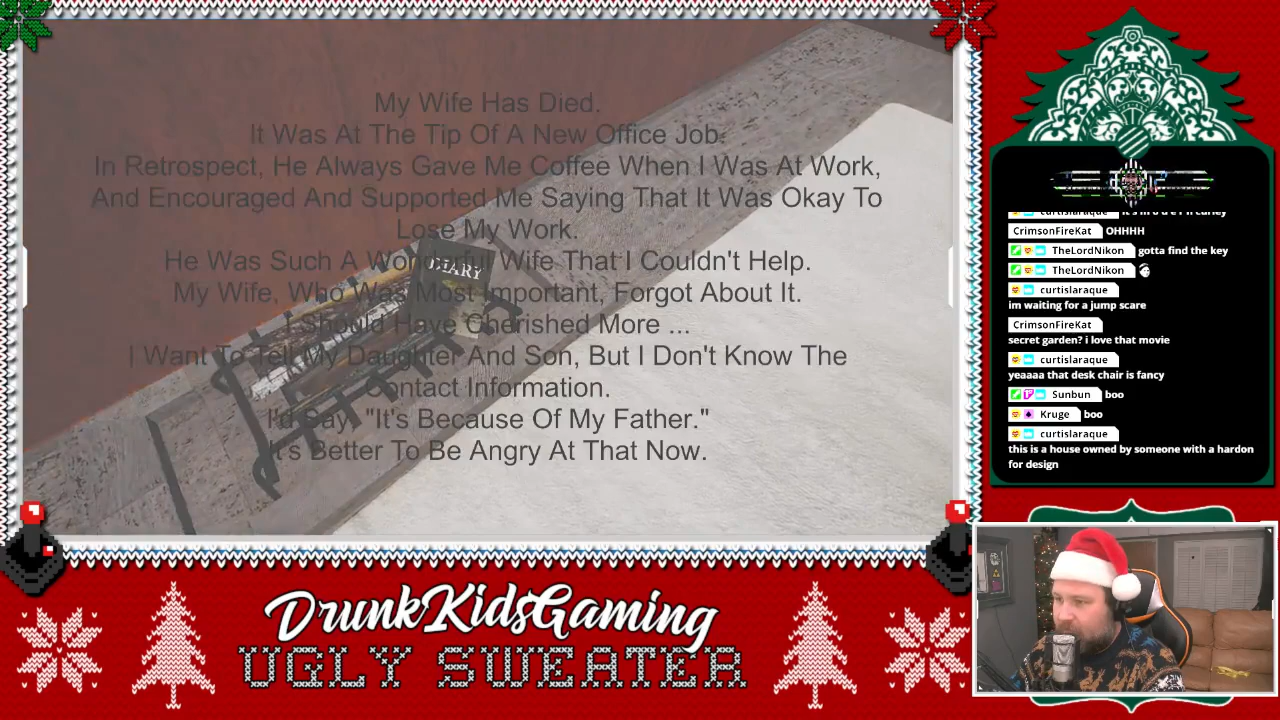 My Wife Has Died.
It Was At The Tip Of A New Office Job.
In Retrospect, He Always Gave Me Coffee When I Was At Work,
And Encouraged And Supported Me Saying That It Was Okay To
Lose My Work.
He Was Such A Wonderful Wife That I Couldn't Help.
My Wife, Who Was Most Important, Forgot About It.
I Should Have Cherished More ...
I Want To Tell My Daughter And Son, But I Don't Know The
Contact Information.
I'd Say, "It's Because Of My Father."
It's Better To Be Angry At That Now.
DIARY
curtislaraque
CrimsonFireKat OHHHH
TheLordNikon gotta find the key
TheLordNikon
curtislaraque
im waiting for a jump scare
CrimsonFireKat
secret garden? i love that movie
curtislaraque
yeaaaa that desk chair is fancy
Sunbun boo
Kruge boo
curtislaraque
this is a house owned by someone with a hardon
for design
DrunkKidsGaming
UGLY SWEATER